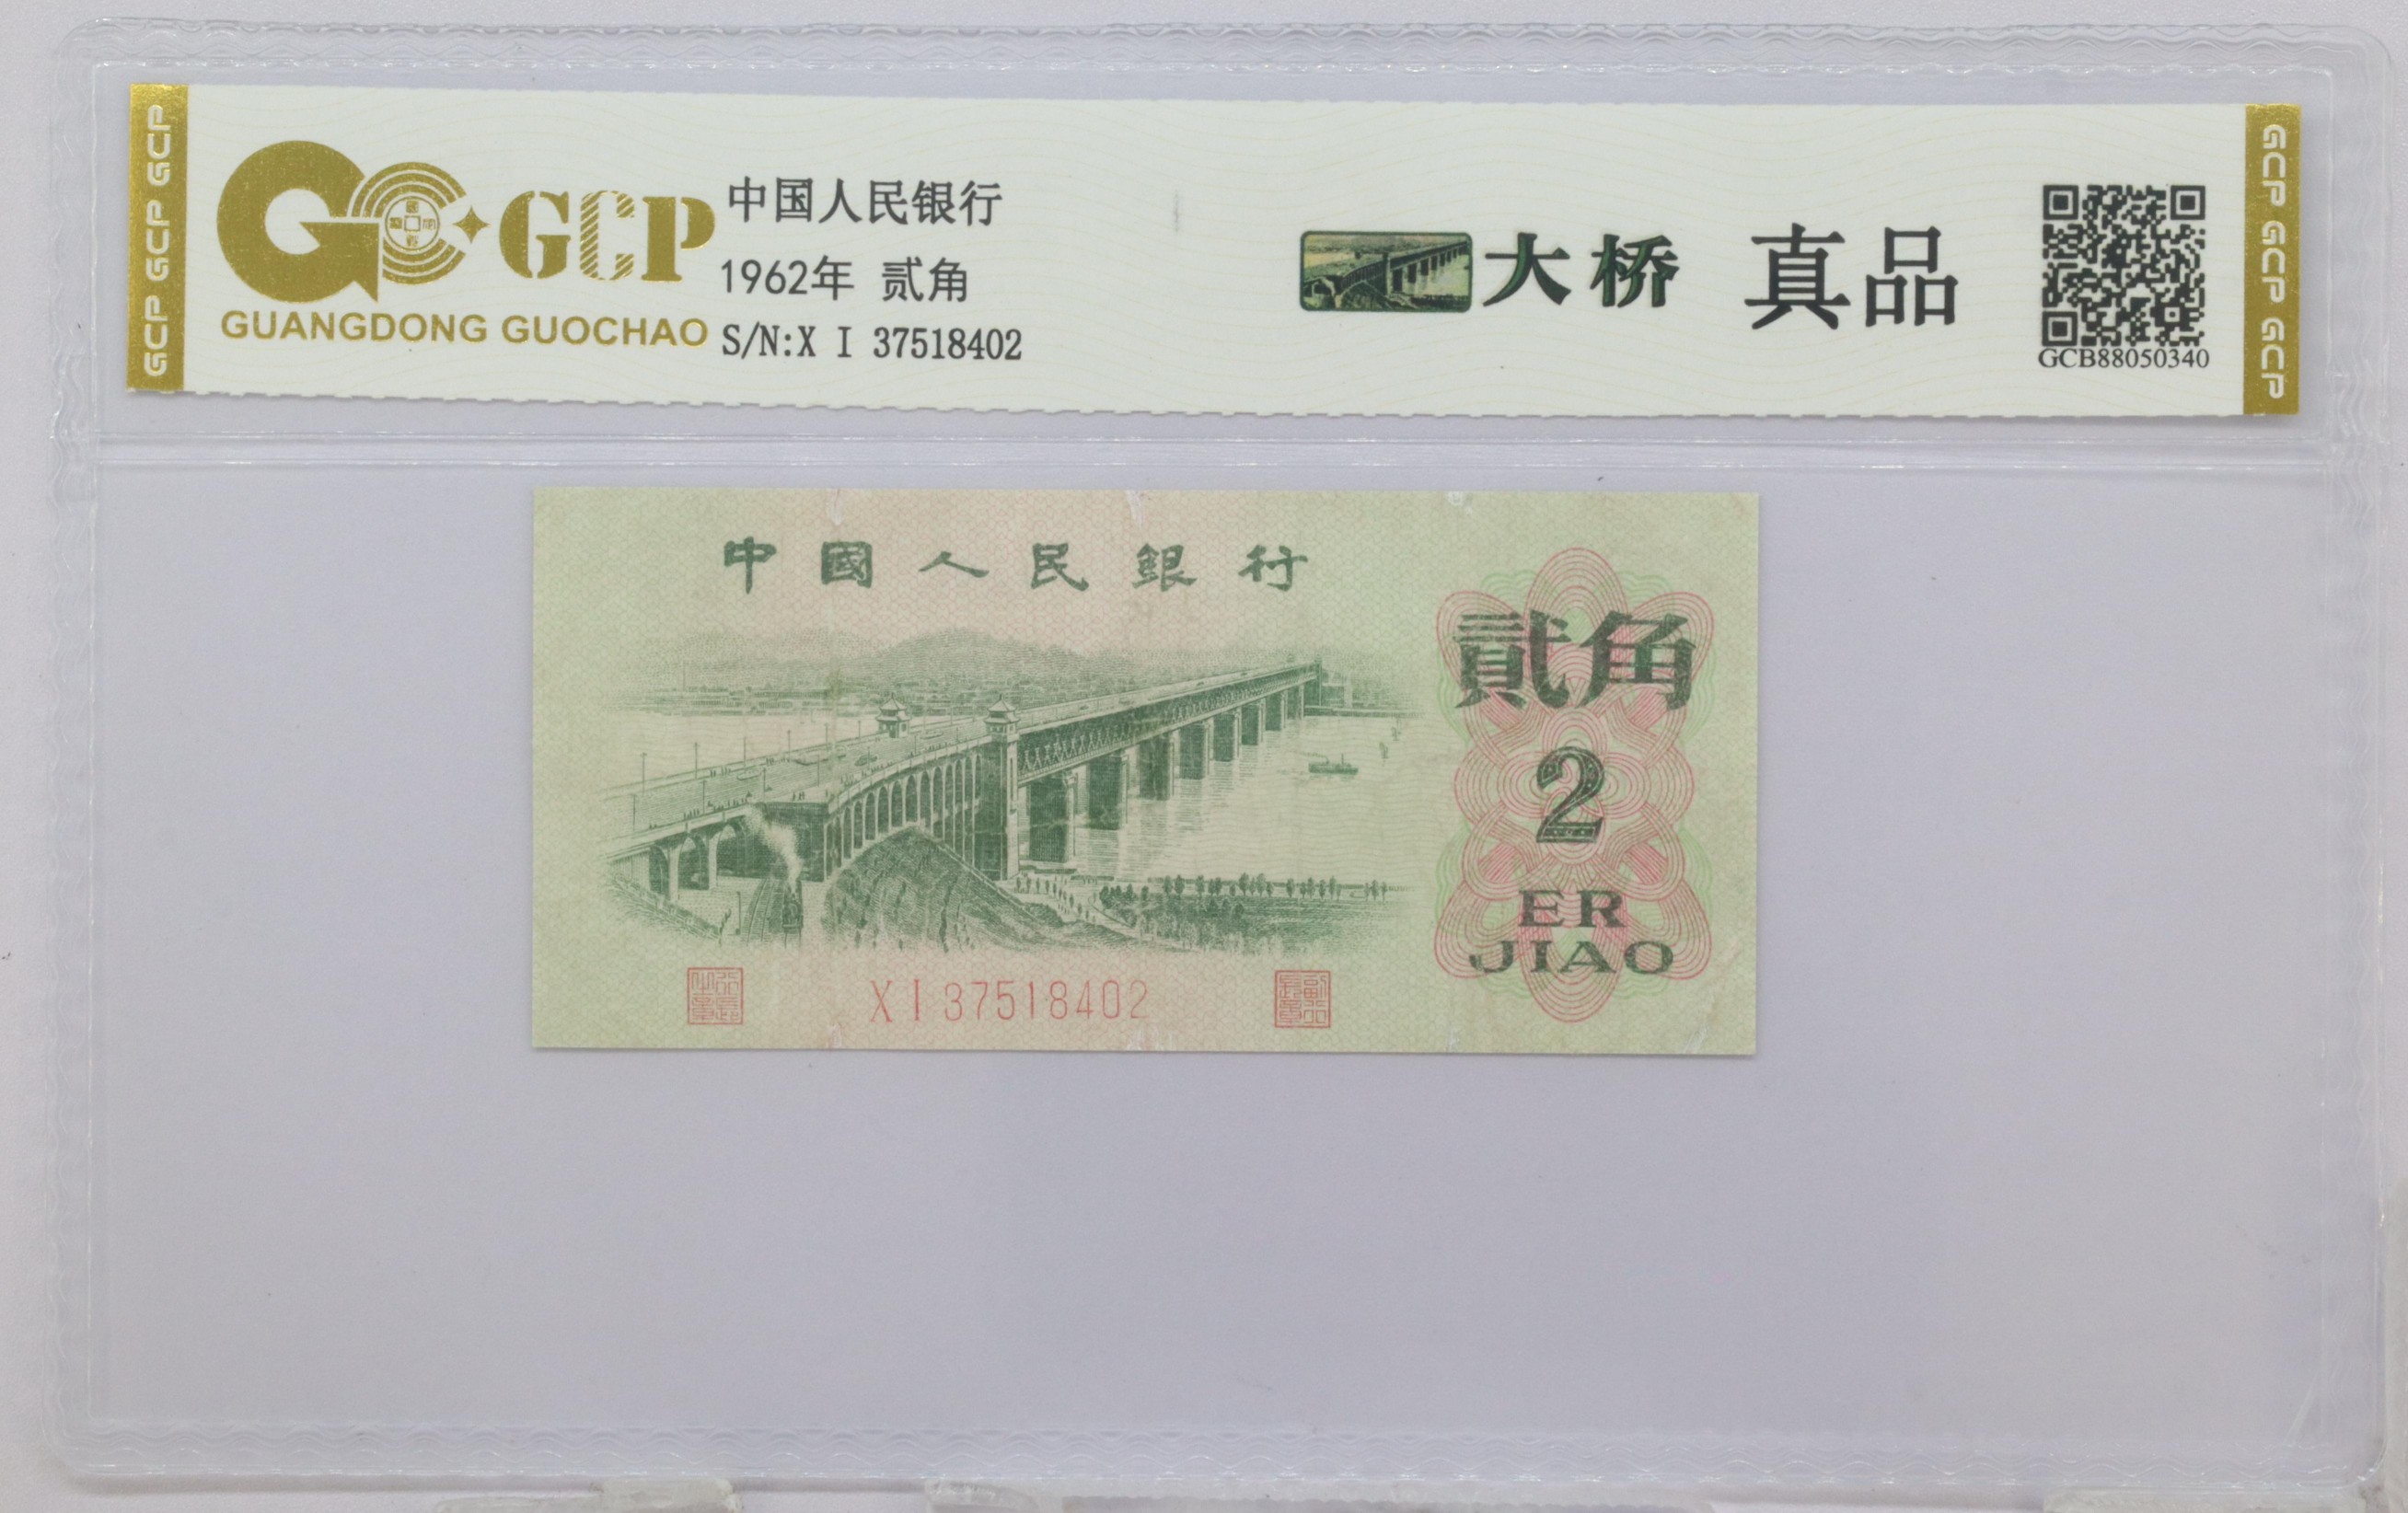 GCP GCP GCP
GCP
GUANGDONG GUOCHAO
中国人民银行
1962年 贰角
S/N:X I 37518402
大桥 真品
GCB88050340
GCP GCP GCP
中國人民銀行
貳角
2
ER
JIAO
X I 37518402